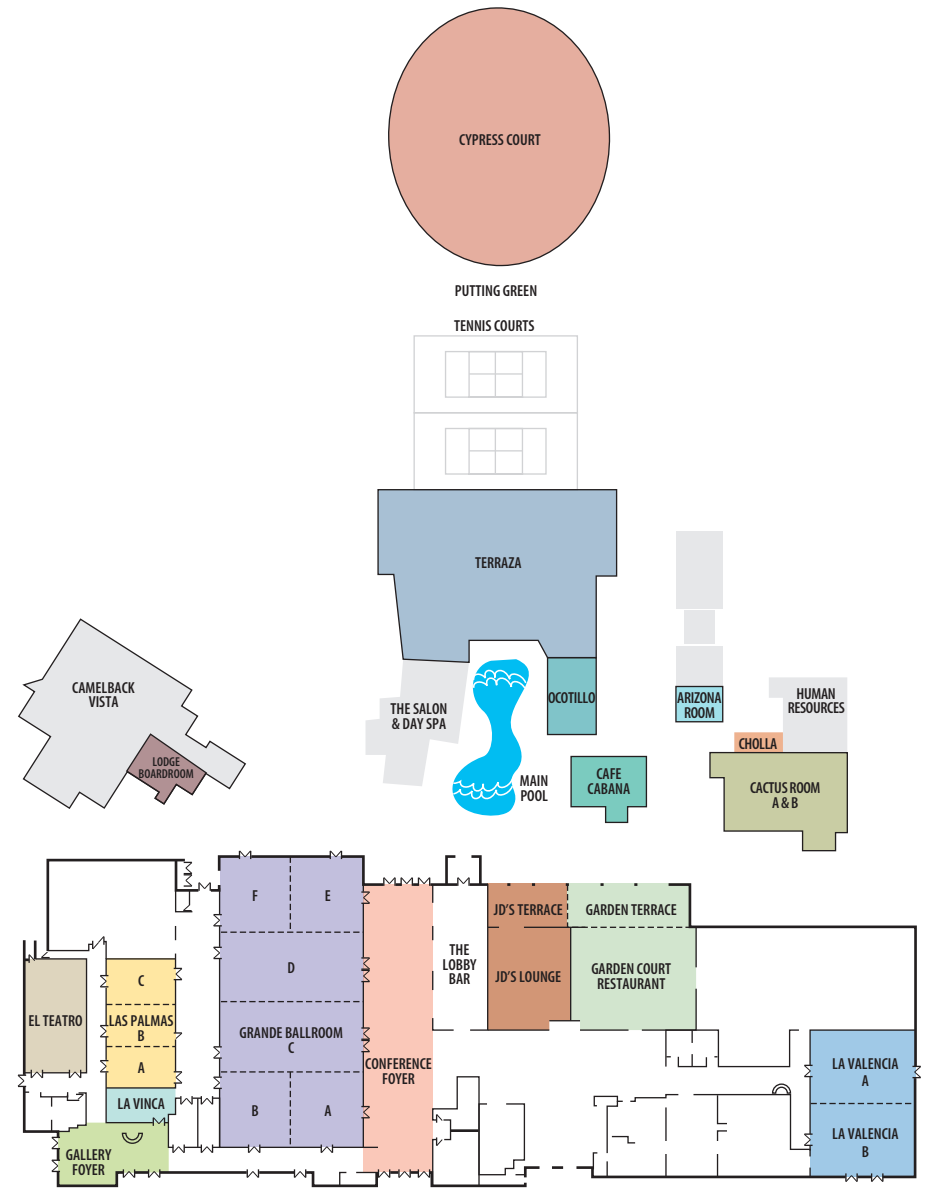 CYPRESS COURT
PUTTING GREEN
TENNIS COURTS
TERRAZA
CAMELBACK
VISTA
LODGE
BOARDROOM
THE SALON
& DAY SPA
OCOTILLO
ARIZONA
ROOM
HUMAN
RESOURCES
CHOLLA
MAIN
POOL
CAFE
CABANA
CACTUS ROOM
A & B
F
E
D
GRANDE BALLROOM
C
B
A
EL TEATRO
C
LAS PALMAS
B
A
LA VINCA
GALLERY
FOYER
CONFERENCE
FOYER
THE
LOBBY
BAR
JD'S TERRACE
GARDEN TERRACE
JD'S LOUNGE
GARDEN COURT
RESTAURANT
LA VALENCIA
A
LA VALENCIA
B